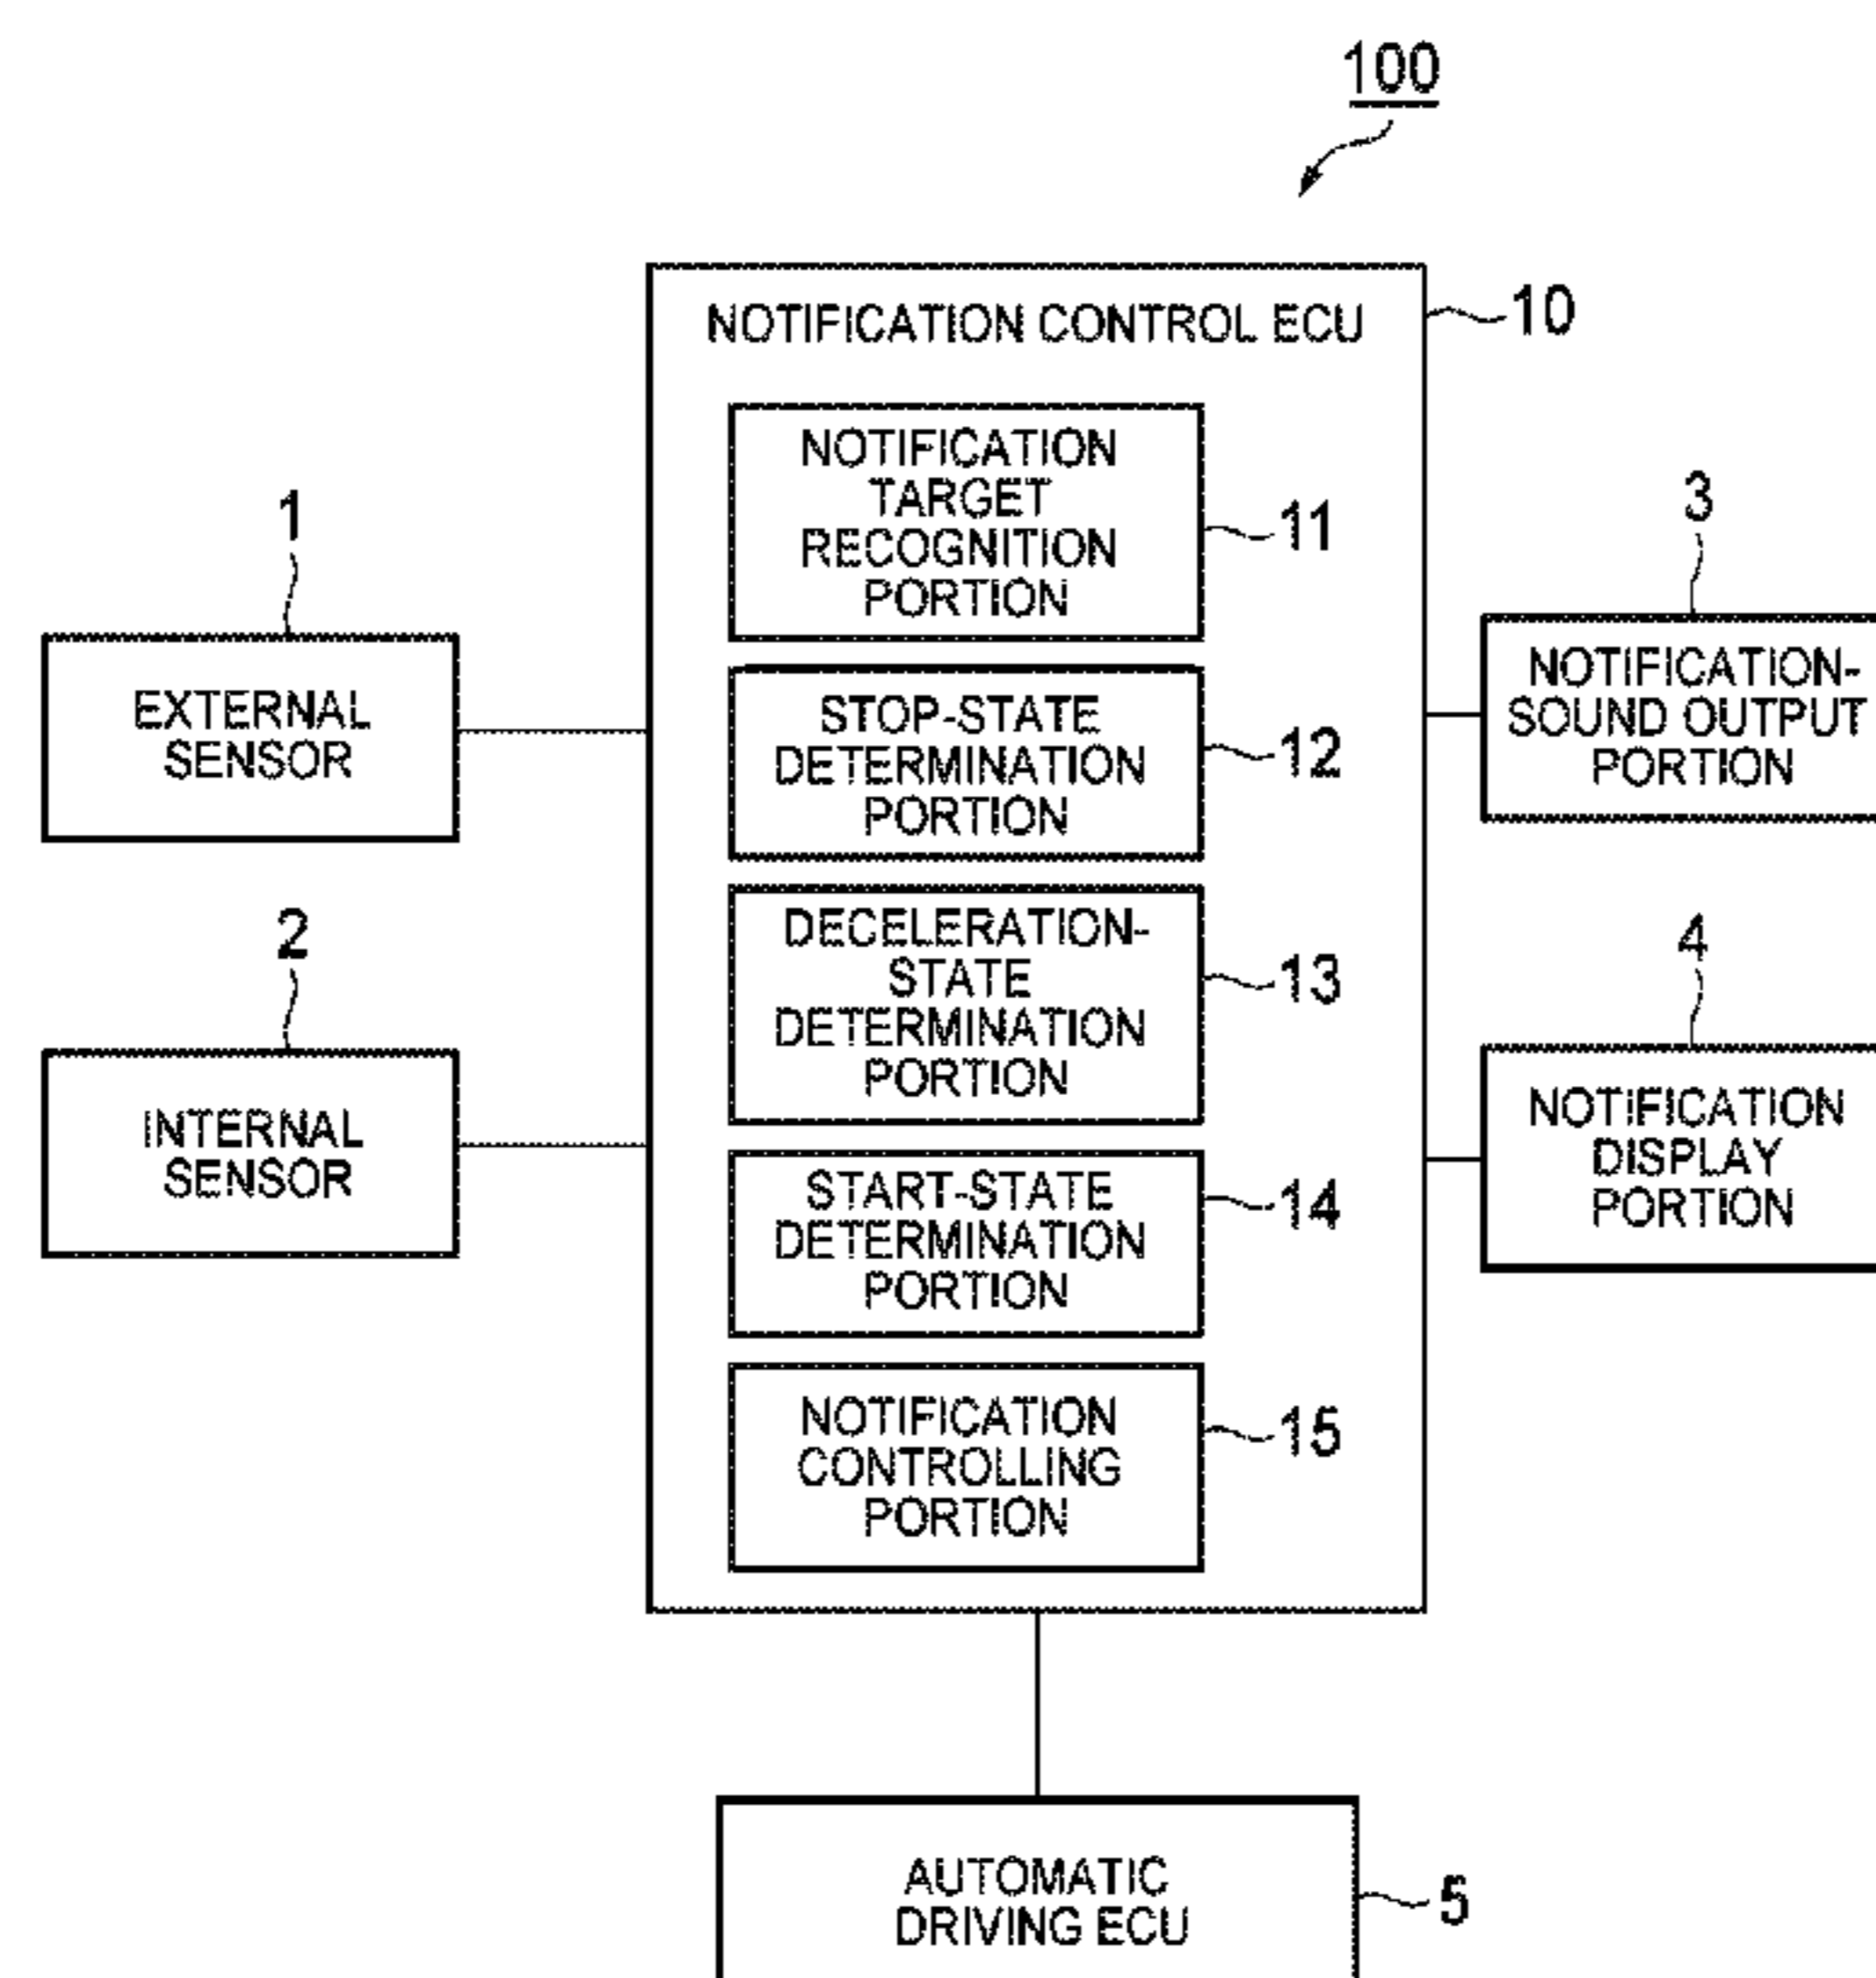 100
NOTIFICATION CONTROL ECU
10
NOTIFICATION
TARGET
RECOGNITION
PORTION
11
1
EXTERNAL
SENSOR
STOP-STATE
DETERMINATION
PORTION
12
3
NOTIFICATION-
SOUND OUTPUT
PORTION
2
INTERNAL
SENSOR
DECELERATION-
STATE
DETERMINATION
PORTION
13
4
NOTIFICATION
DISPLAY
PORTION
START-STATE
DETERMINATION
PORTION
14
NOTIFICATION
CONTROLLING
PORTION
15
AUTOMATIC
DRIVING ECU
5